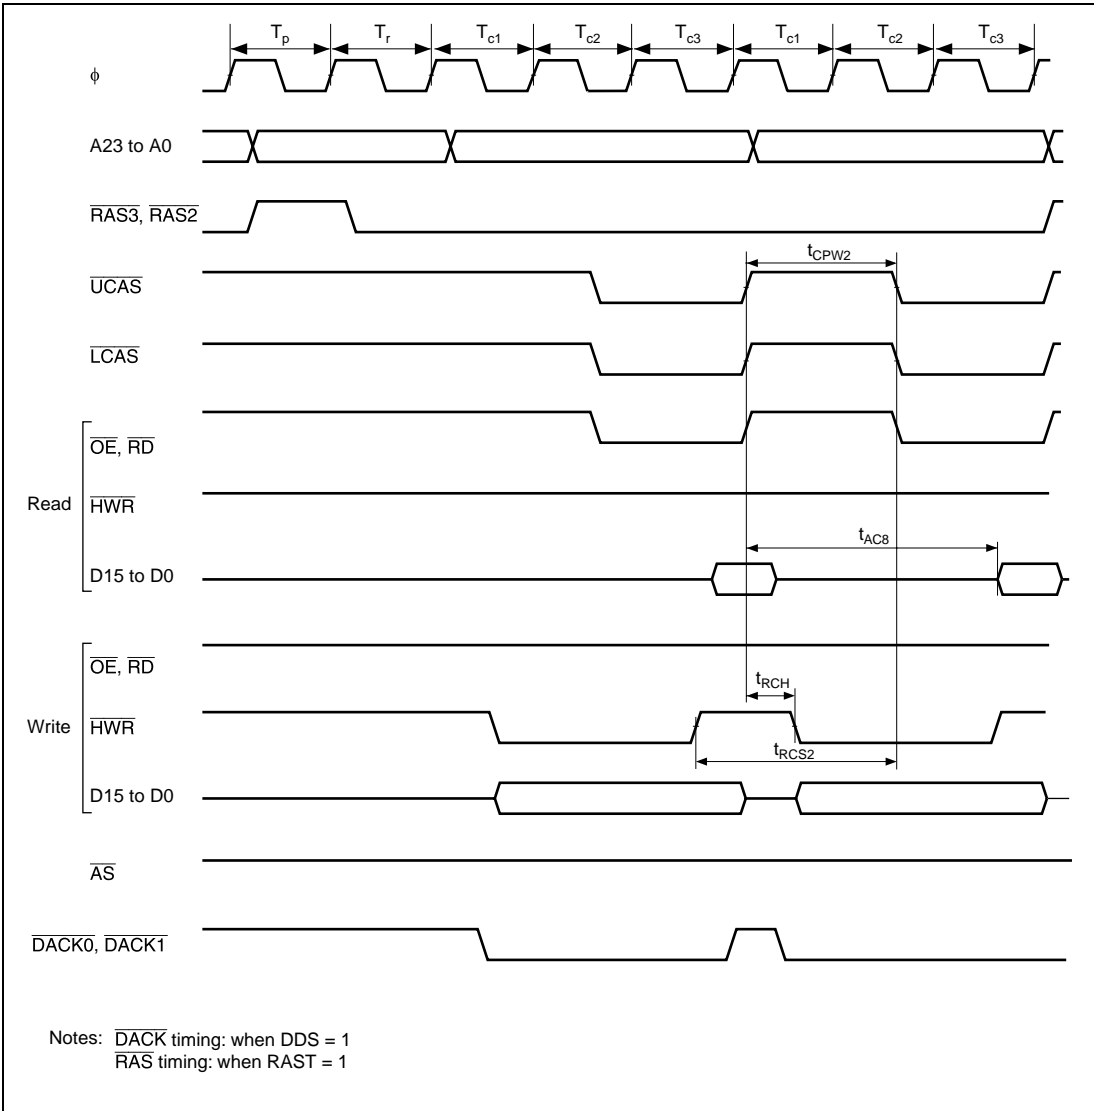 Tp Tr Tc1 Tc2 Tc3 Tc1 Tc2 Tc3
ϕ
A23 to A0
RAS3, RAS2
tCPW2
UCAS
LCAS
OE, RD
Read HWR
tAC8
D15 to D0
OE, RD
tRCH
Write HWR
tRCS2
D15 to D0
AS
DACK0, DACK1
Notes: DACK timing: when DDS = 1
RAS timing: when RAST = 1